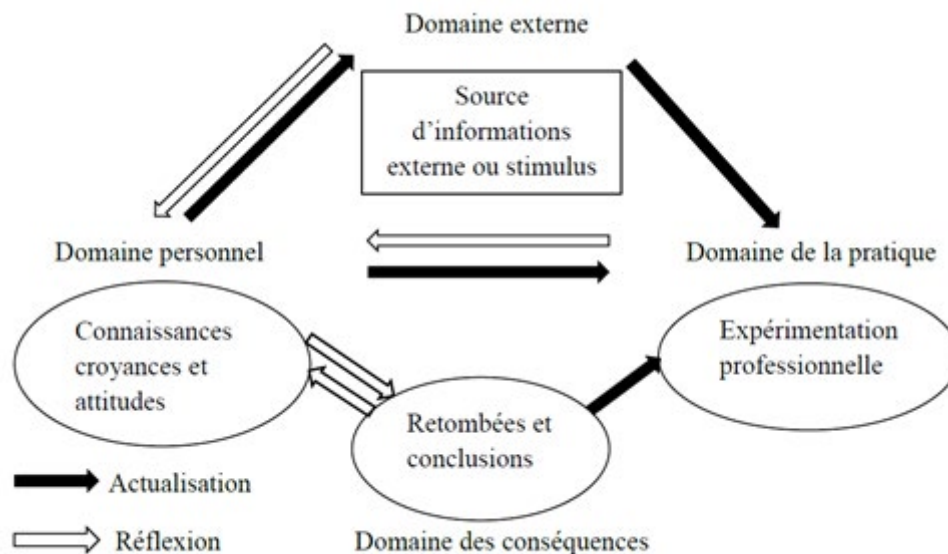 Domaine externe
Source
d'informations
externe ou stimulus
Domaine personnel
Domaine de la pratique
Connaissances
croyances et
attitudes
Expérimentation
professionnelle
Retombées et
conclusions
Actualisation
Réflexion
Domaine des conséquences